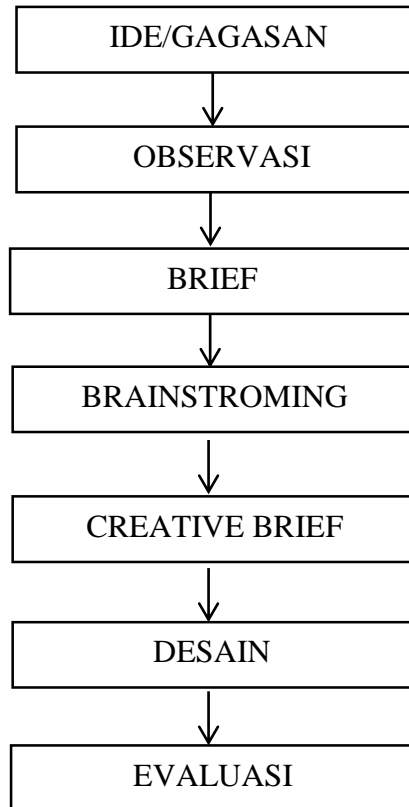 IDE/GAGASAN
OBSERVASI
BRIEF
BRAINSTROMING
CREATIVE BRIEF
DESAIN
EVALUASI